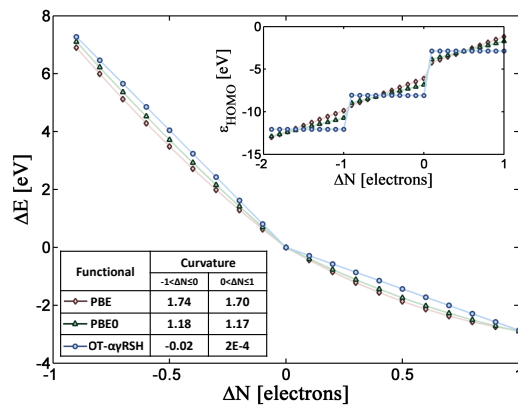 8
6
4
2
0
-2
-4
ΔE [eV]
-1
-0.5
0
0.5
1
ΔN [electrons]
0
-5
-10
-15
ε_HOMO [eV]
-2
-1
0
1
ΔN [electrons]
Functional Curvature
-1<ΔN≤0 0<ΔN≤1
PBE 1.74 1.70
PBE0 1.18 1.17
OT-αγRSH -0.02 2E-4